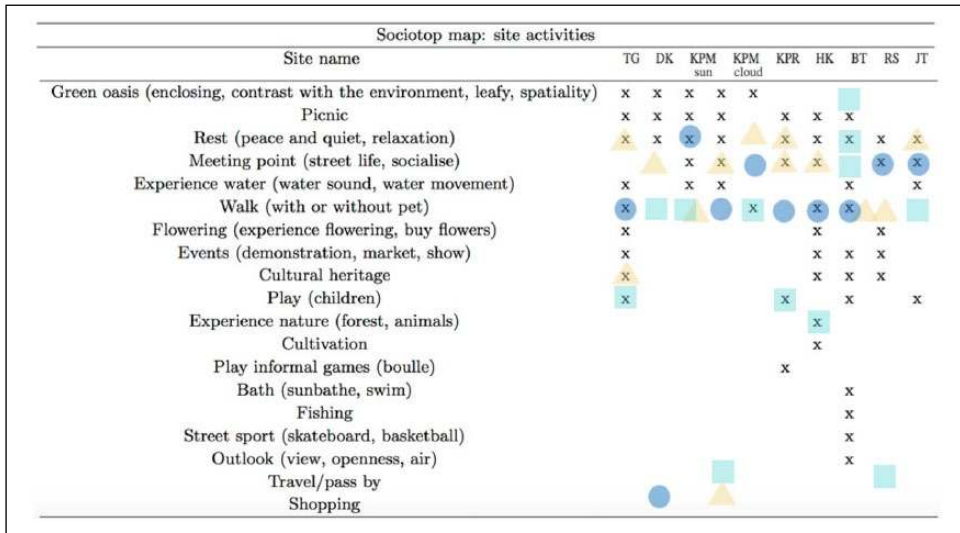 Sociotop map: site activities
Site name TG DK KPM KPM KPR HK BT RS JT
sun cloud
Green oasis (enclosing, contrast with the environment, leafy, spatiality) x x x x x
Picnic x x x x x x x
Rest (peace and quiet, relaxation) x x x x x x x x x
Meeting point (street life, socialise) x x x x x x
Experience water (water sound, water movement) x x x x x
Walk (with or without pet) x x x x
Flowering (experience flowering, buy flowers) x x x
Events (demonstration, market, show) x x x x
Cultural heritage x x x x
Play (children) x x x x
Experience nature (forest, animals) x
Cultivation x
Play informal games (boulle) x
Bath (sunbathe, swim) x
Fishing x
Street sport (skateboard, basketball) x
Outlook (view, openness, air) x
Travel/pass by
Shopping